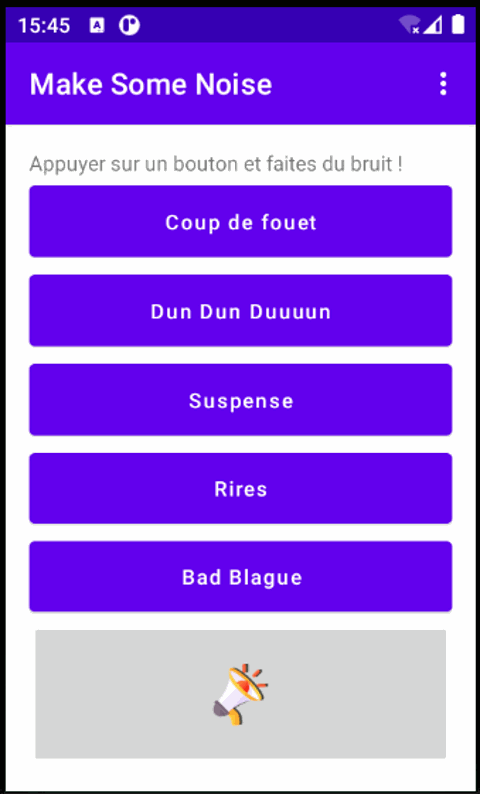 15:45 A
Make Some Noise
Appuyer sur un bouton et faites du bruit !
Coup de fouet
Dun Dun Duuuun
Suspense
Rires
Bad Blague